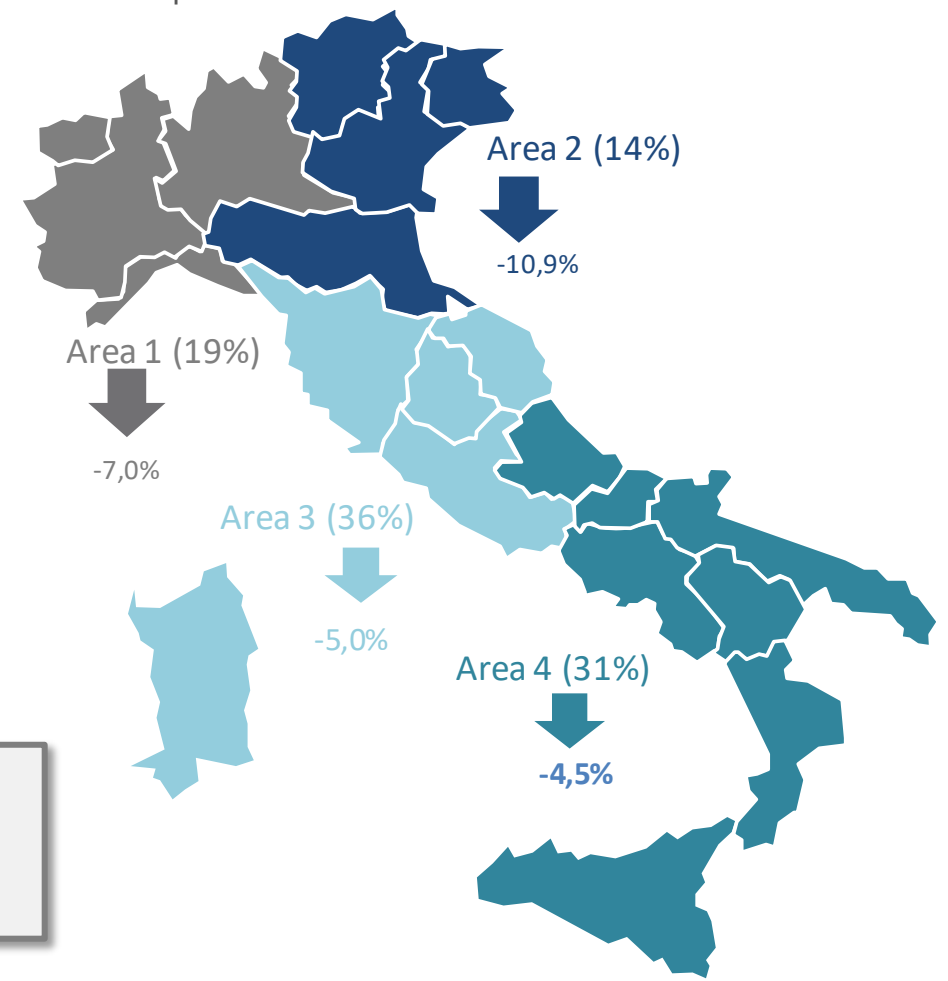 Area 2 (14%)
-10,9%
Area 1 (19%)
-7,0%
Area 3 (36%)
-5,0%
Area 4 (31%)
-4,5%